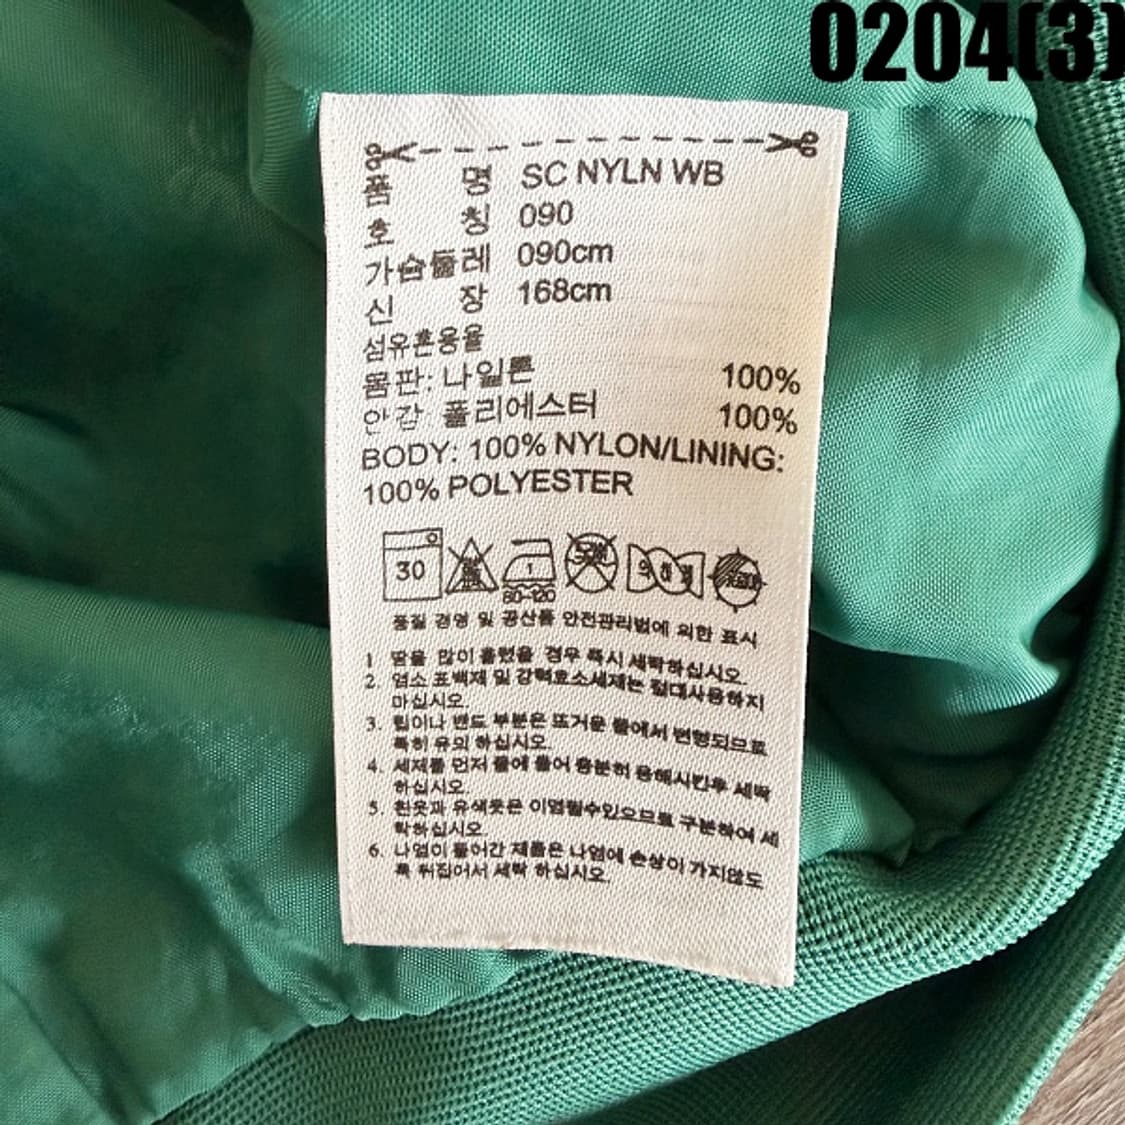 0204(3)
품 명 SC NYLN WB
호 칭 090
가슴둘레 090cm
신 장 168cm
섬유혼용율
몸판: 나일론 100%
안감 폴리에스터 100%
BODY: 100% NYLON/LINING:
100% POLYESTER
30
1
80-120
품질 경영 및 공산품 안전관리법에 의한 표시
1 땀을 많이 흘렸을 경우 즉시 세탁하십시오.
2. 염소 표백제 및 강력효소세제는 절대사용하지
마십시오.
3. 립이나 밴드 부분은 뜨거운 물에서 변형되므로
특히 유의 하십시오.
4. 세제를 먼저 물에 풀어 충분히 용해시킨후 세탁
하십시오.
5. 흰옷과 유색옷은 이염될수있으므로 구분하여 세
탁하십시오
6. 나염이 들어간 제품은 나염에 손상이 가지않도
록 뒤집어서 세탁 하십시오.